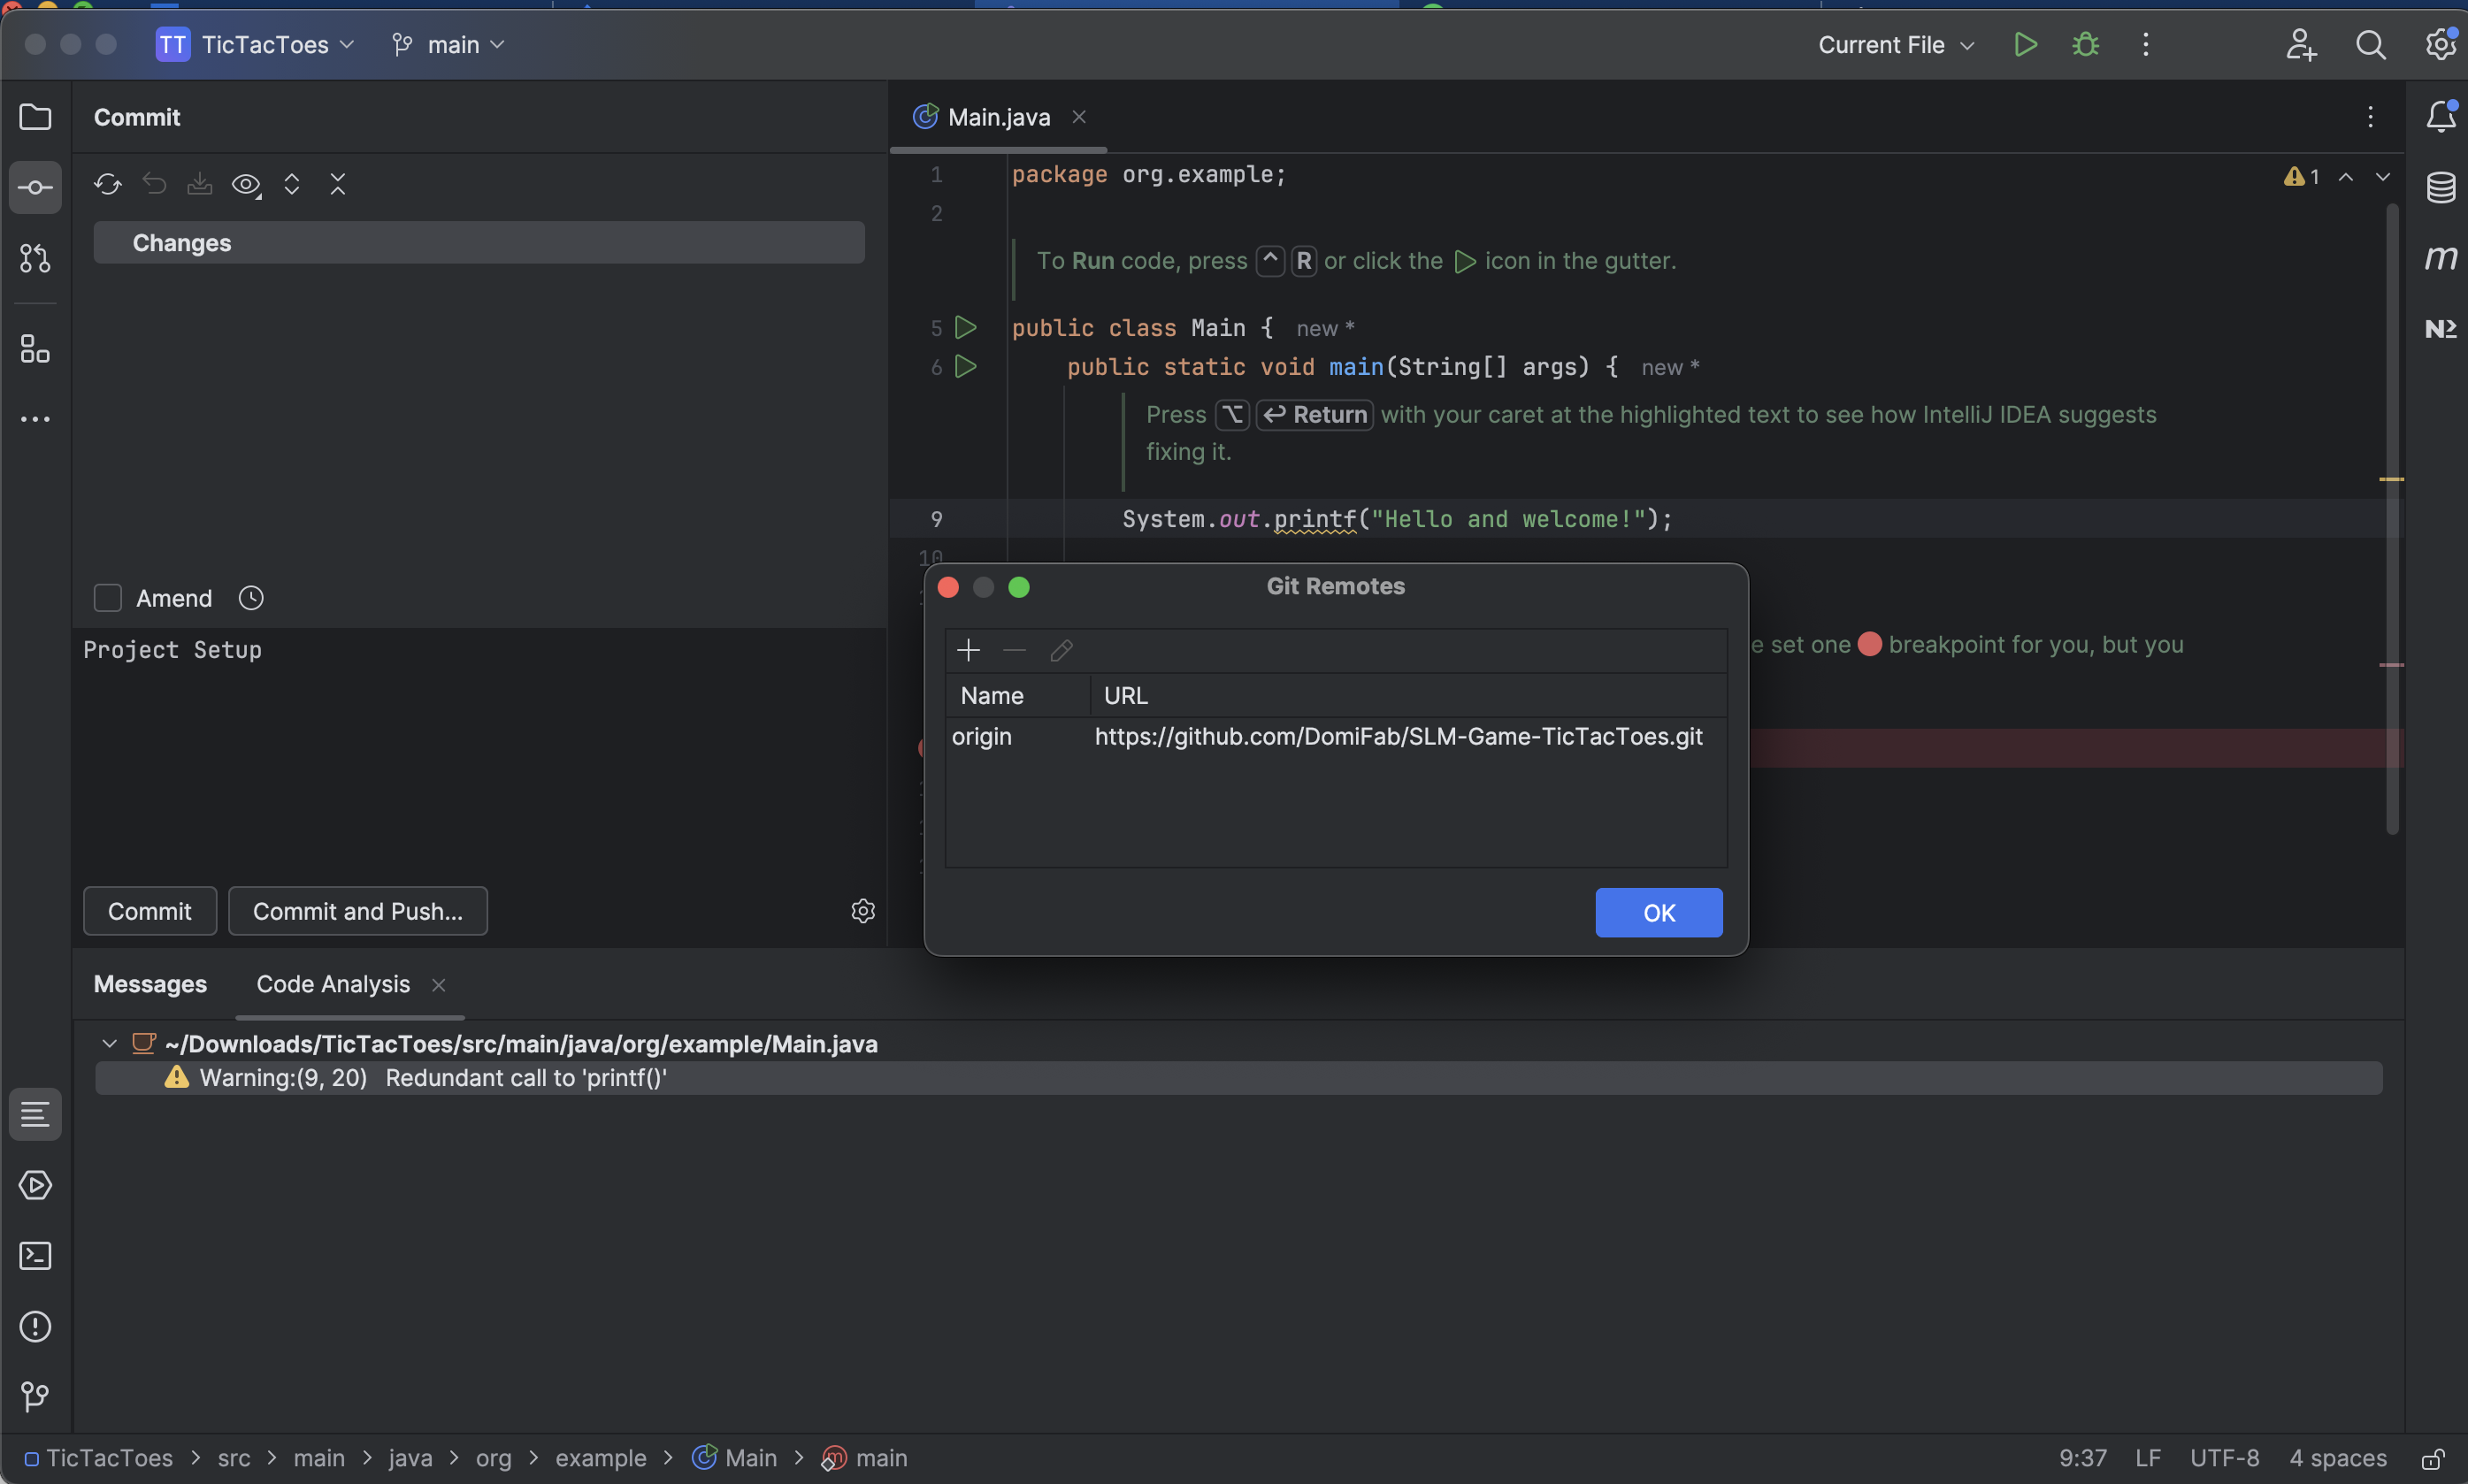 TT TicTacToes main Current File
Commit
Main.java
Changes
1 package org.example;
1
2
To Run code, press ^ R or click the icon in the gutter.
5 public class Main { new *
6 public static void main(String[] args) { new *
Press ⌥ ↩ Return with your caret at the highlighted text to see how IntelliJ IDEA suggests
fixing it.
9 System.out.printf("Hello and welcome!");
10
Amend
Project Setup
Git Remotes
e set one breakpoint for you, but you
Name URL
origin https://github.com/DomiFab/SLM-Game-TicTacToes.git
Commit Commit and Push...
OK
Messages Code Analysis
~/Downloads/TicTacToes/src/main/java/org/example/Main.java
Warning:(9, 20) Redundant call to 'printf()'
TicTacToes > src > main > java > org > example > Main > main
9:37 LF UTF-8 4 spaces